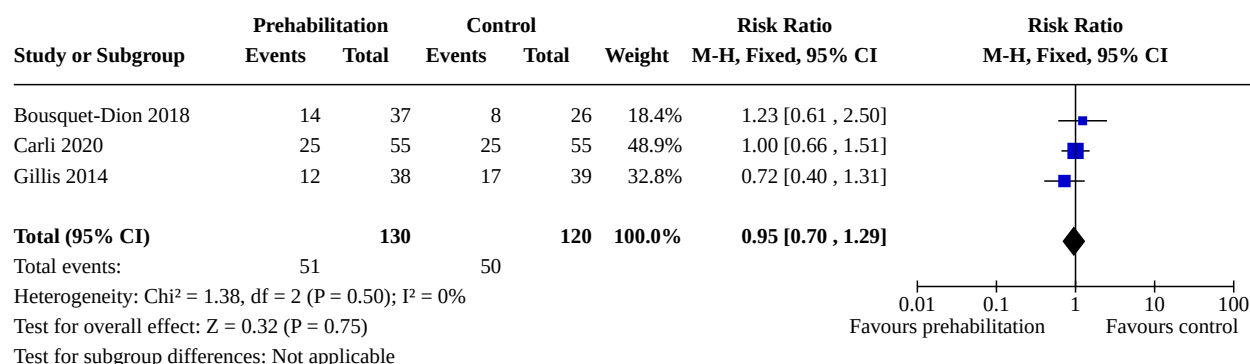 Prehabilitation Control Risk Ratio Risk Ratio
Study or Subgroup Events Total Events Total Weight M-H, Fixed, 95% CI M-H, Fixed, 95% CI
Bousquet-Dion 2018 14 37 8 26 18.4% 1.23 [0.61 , 2.50]
Carli 2020 25 55 25 55 48.9% 1.00 [0.66 , 1.51]
Gillis 2014 12 38 17 39 32.8% 0.72 [0.40 , 1.31]
Total (95% CI) 130 120 100.0% 0.95 [0.70 , 1.29]
Total events: 51 50
Heterogeneity: Chi² = 1.38, df = 2 (P = 0.50); I² = 0%
0.01 0.1 1 10 100
Test for overall effect: Z = 0.32 (P = 0.75) Favours prehabilitation Favours control
Test for subgroup differences: Not applicable